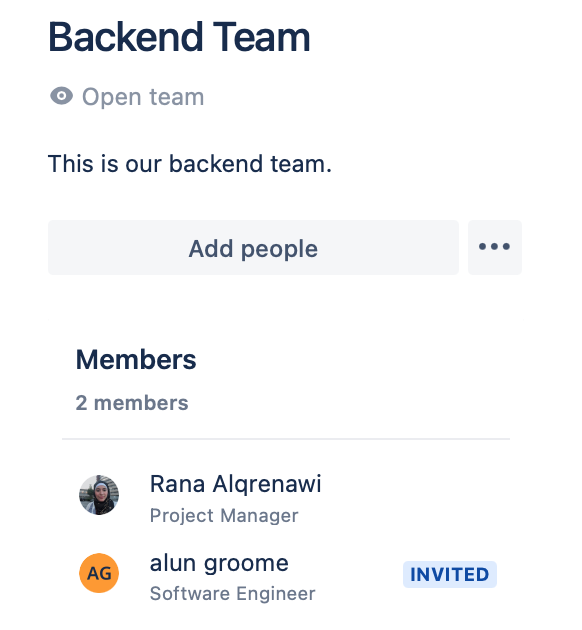 Backend Team
Open team
This is our backend team.
Add people
Members
2 members
Rana Alqrenawi
Project Manager
AG
alun groome
INVITED
Software Engineer